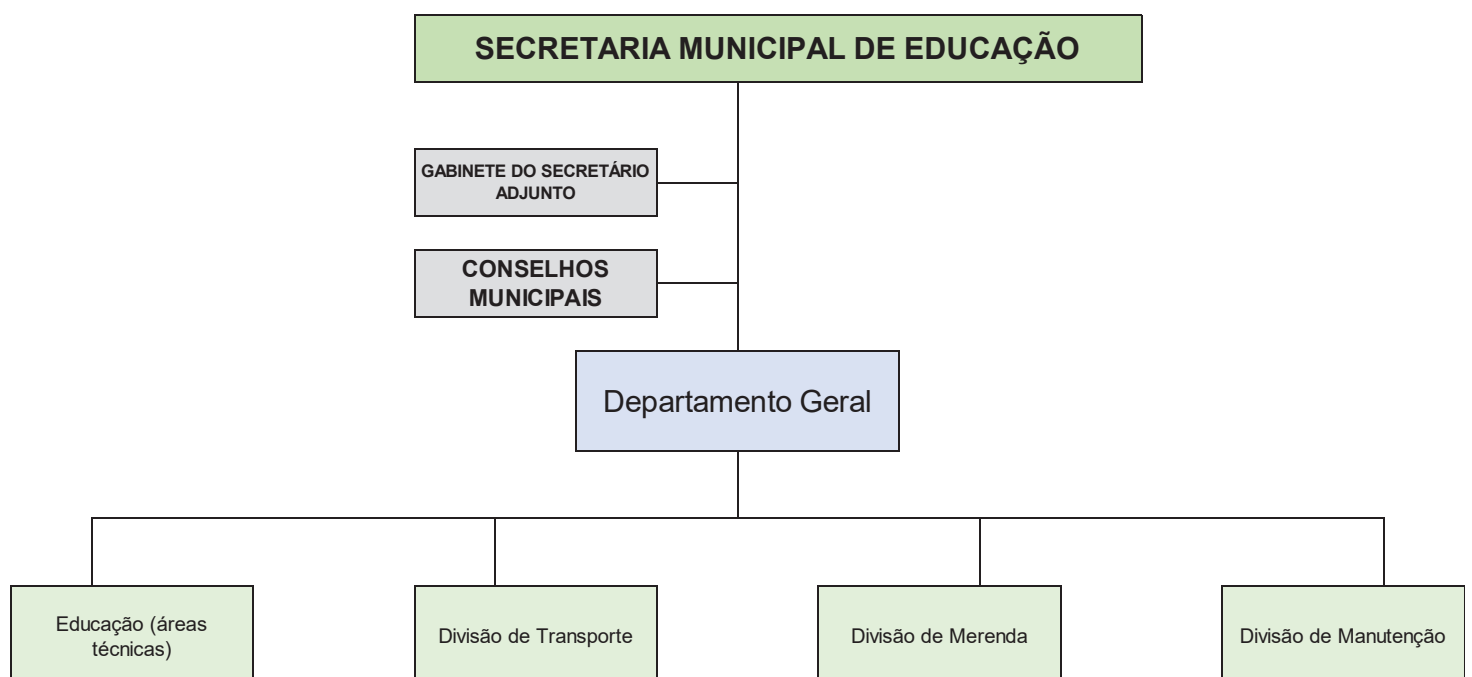 SECRETARIA MUNICIPAL DE EDUCAÇÃO
GABINETE DO SECRETÁRIO
ADJUNTO
CONSELHOS
MUNICIPAIS
Departamento Geral
Educação (áreas
técnicas)
Divisão de Transporte
Divisão de Merenda
Divisão de Manutenção